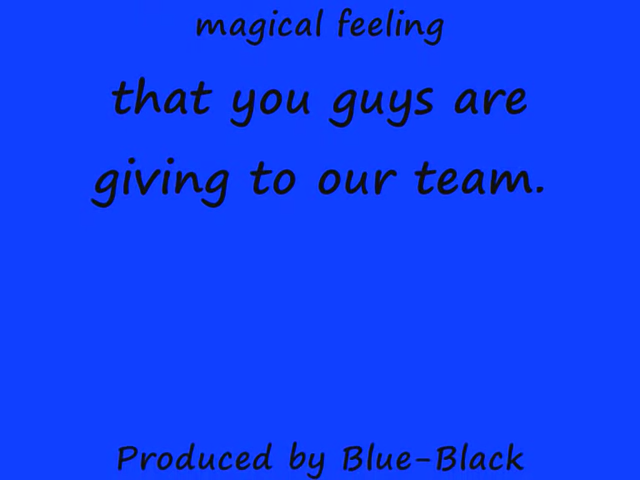 magical feeling
that you guys are
giving to our team.
Produced by Blue-Black